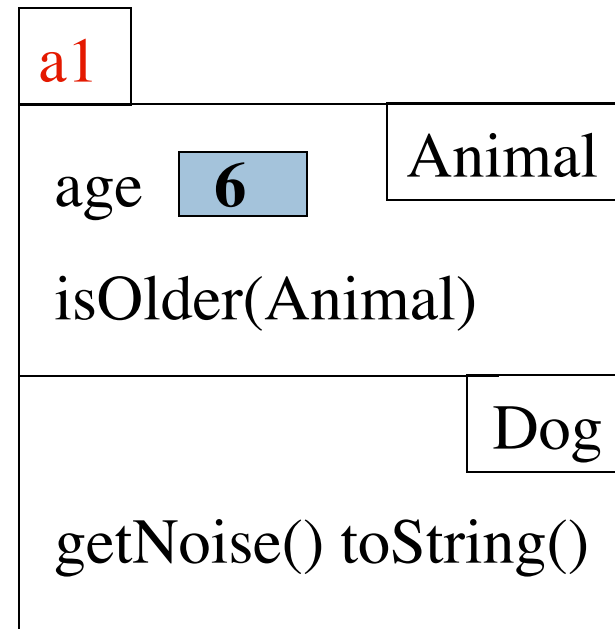 a1
Animal
age 6
isOlder(Animal)
Dog
getNoise() toString()